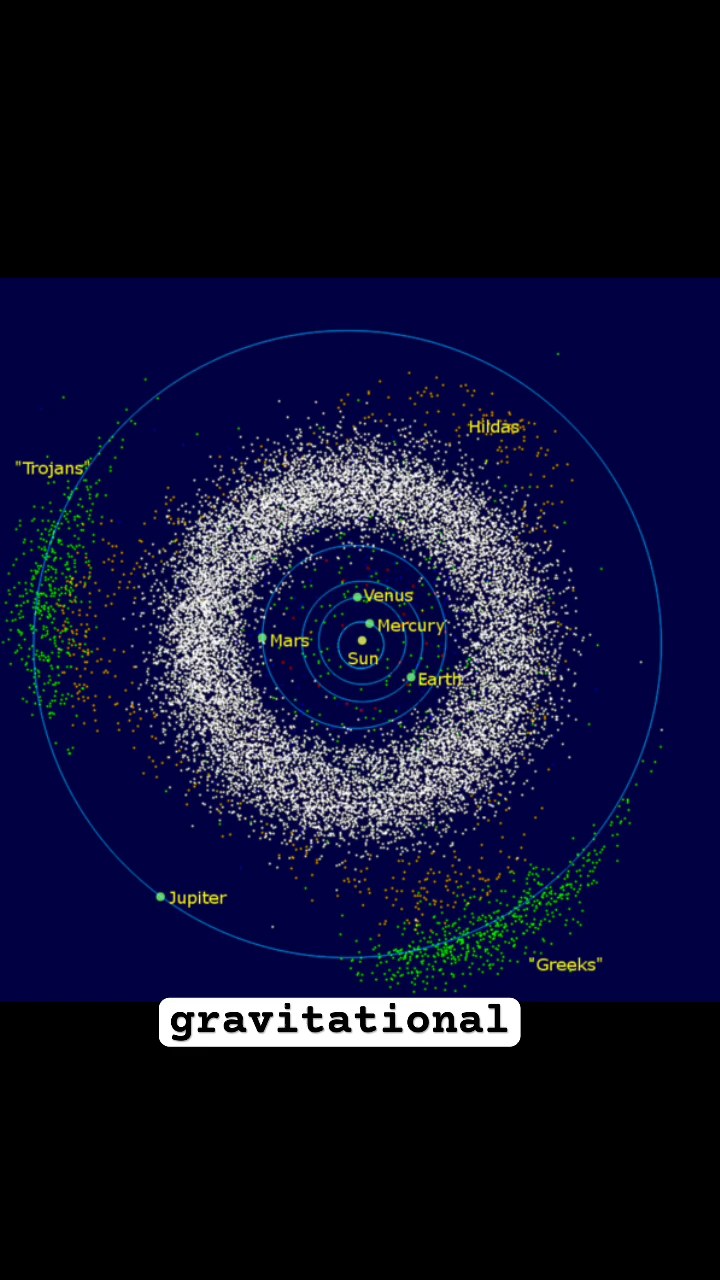 Hildas
"Trojans"
Venus
Mercury
Mars
Sun
Earth
Jupiter
"Greeks"
gravitational